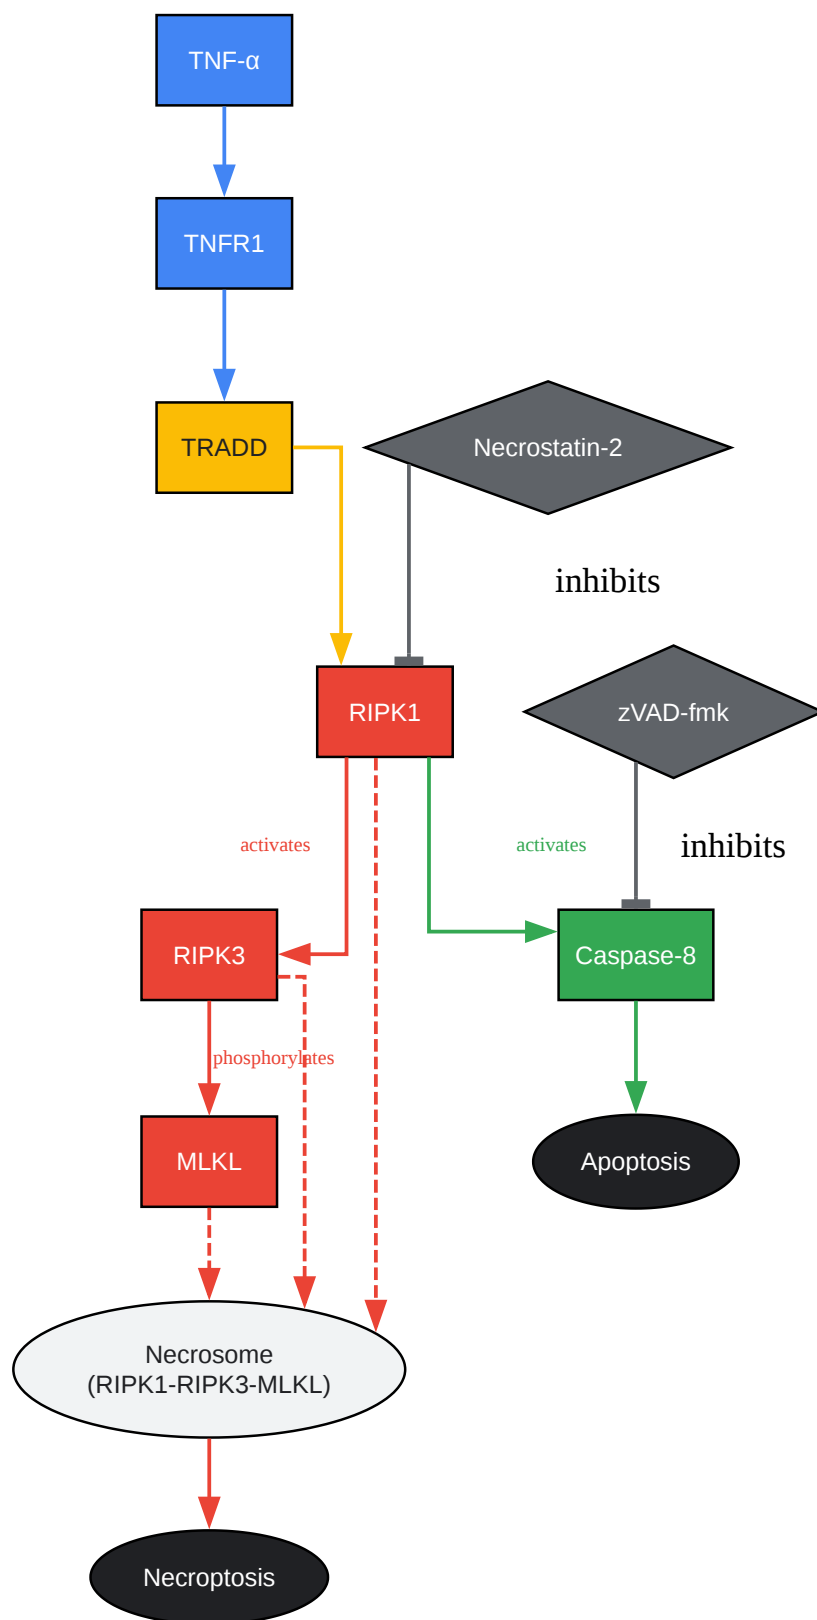 TNF-α
TNFR1
TRADD
Necrostatin-2
inhibits
RIPK1
zVAD-fmk
activates
activates
inhibits
RIPK3
Caspase-8
phosphorylates
MLKL
Apoptosis
Necrosome
(RIPK1-RIPK3-MLKL)
Necroptosis